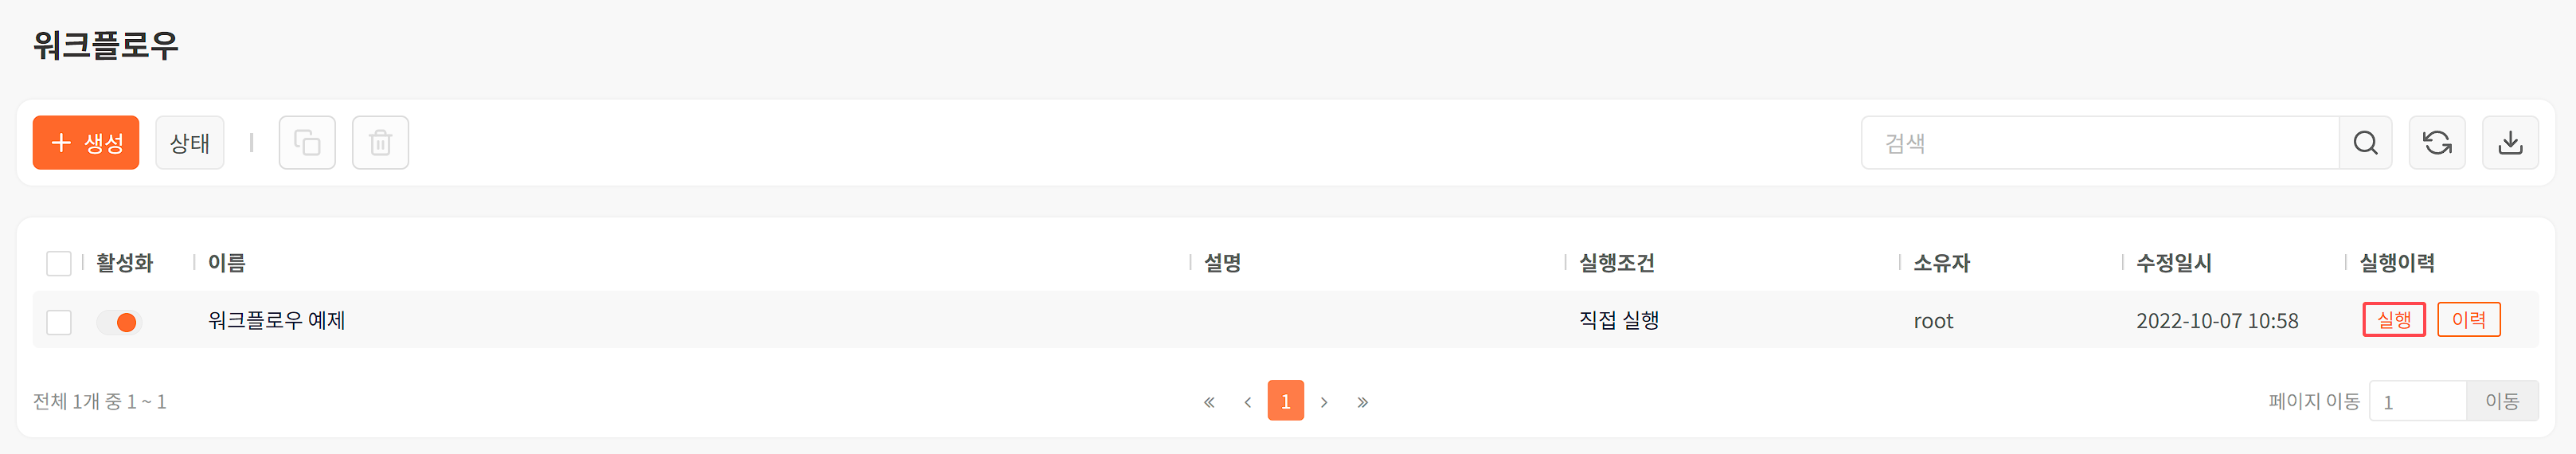 워크플로우
+ 생성 상태 검색
활성화 이름 설명 실행조건 소유자 수정일시 실행이력
워크플로우 예제 직접 실행 root 2022-10-07 10:58 실행 이력
전체 1개 중 1 ~ 1 « ‹ 1 › » 페이지 이동 1 이동